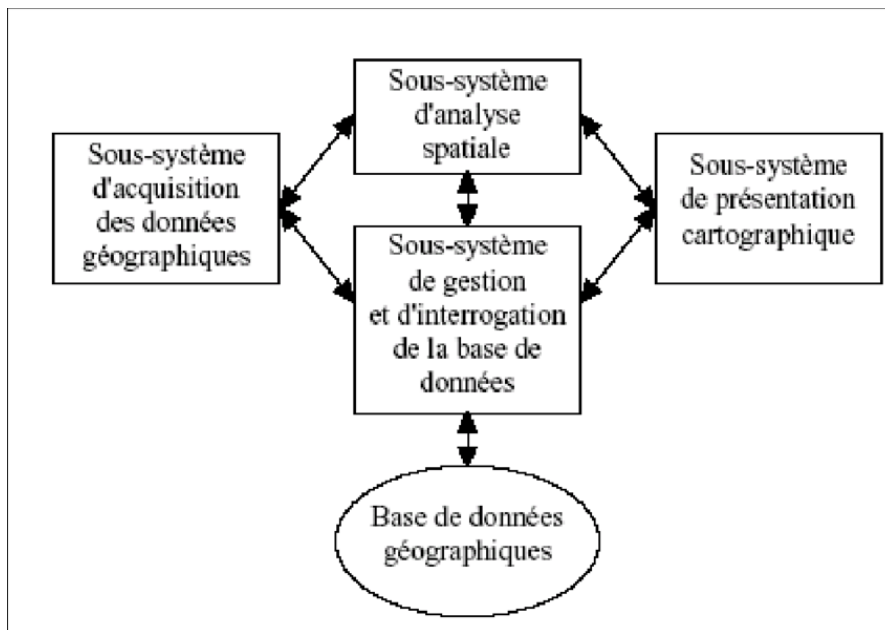 Sous-système
d'analyse
spatiale
Sous-système
d'acquisition
des données
géographiques
Sous-système
de présentation
cartographique
Sous-système
de gestion
et d'interrogation
de la base de
données
Base de données
géographiques